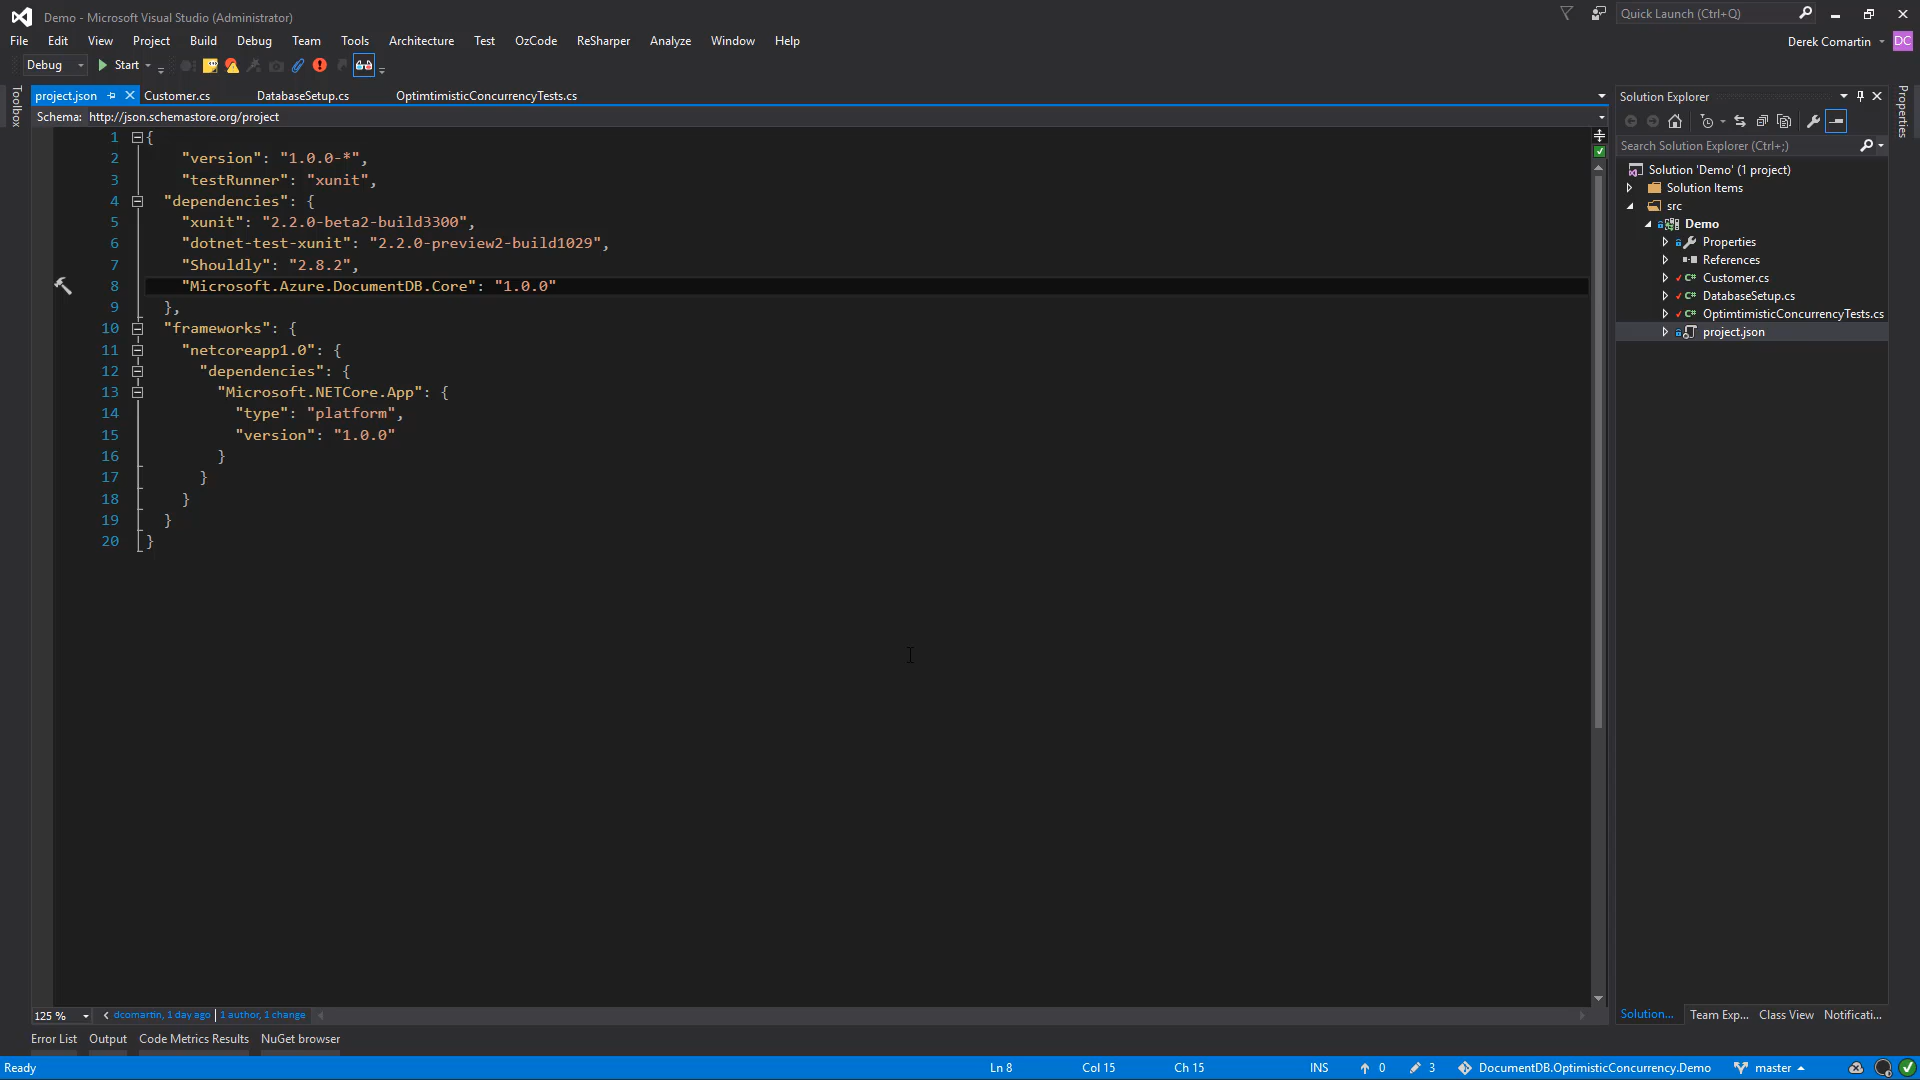 Demo - Microsoft Visual Studio (Administrator)
Quick Launch (Ctrl+Q)
File Edit View Project Build Debug Team Tools Architecture Test OzCode ReSharper Analyze Window Help
Derek Comartin DC
Debug Start
Toolbox
project.json Customer.cs DatabaseSetup.cs OptimtimisticConcurrencyTests.cs
Schema: http://json.schemastore.org/project
1 {
2 "version": "1.0.0-*",
3 "testRunner": "xunit",
4 "dependencies": {
5 "xunit": "2.2.0-beta2-build3300",
6 "dotnet-test-xunit": "2.2.0-preview2-build1029",
7 "Shouldly": "2.8.2",
8 "Microsoft.Azure.DocumentDB.Core": "1.0.0"
9 },
10 "frameworks": {
11 "netcoreapp1.0": {
12 "dependencies": {
13 "Microsoft.NETCore.App": {
14 "type": "platform",
15 "version": "1.0.0"
16 }
17 }
18 }
19 }
20 }
Solution Explorer
Properties
Search Solution Explorer (Ctrl+;)
Solution 'Demo' (1 project)
Solution Items
src
Demo
Properties
References
C# Customer.cs
C# DatabaseSetup.cs
C# OptimtimisticConcurrencyTests.cs
project.json
125 % dcomartin, 1 day ago | 1 author, 1 change
Solution... Team Exp... Class View Notificati...
Error List Output Code Metrics Results NuGet browser
Ready Ln 8 Col 15 Ch 15 INS 0 3 DocumentDB.OptimisticConcurrency.Demo master